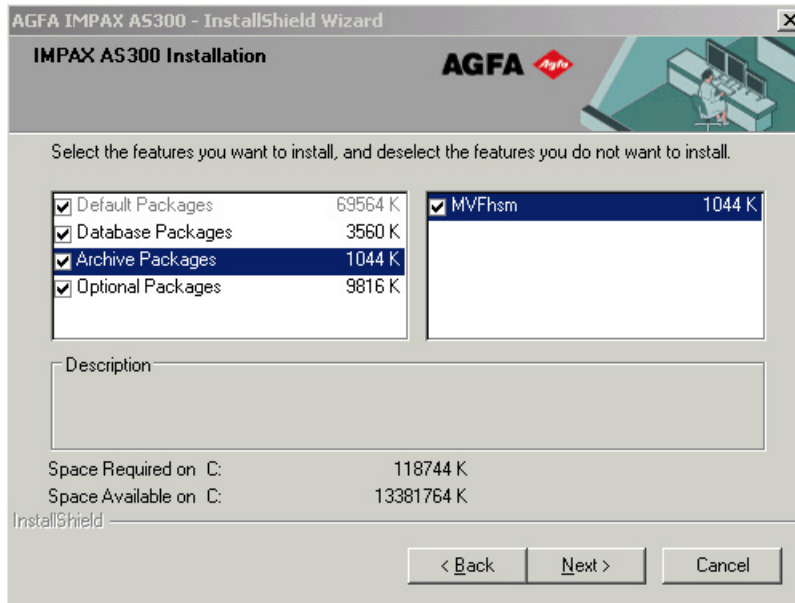 AGFA IMPAX AS300 - InstallShield Wizard
IMPAX AS300 Installation
AGFA Agfa
Select the features you want to install, and deselect the features you do not want to install.
Default Packages 69564 K
Database Packages 3560 K
Archive Packages 1044 K
Optional Packages 9816 K
MVFhsm 1044 K
Description
Space Required on C: 118744 K
Space Available on C: 13381764 K
InstallShield
< Back Next > Cancel